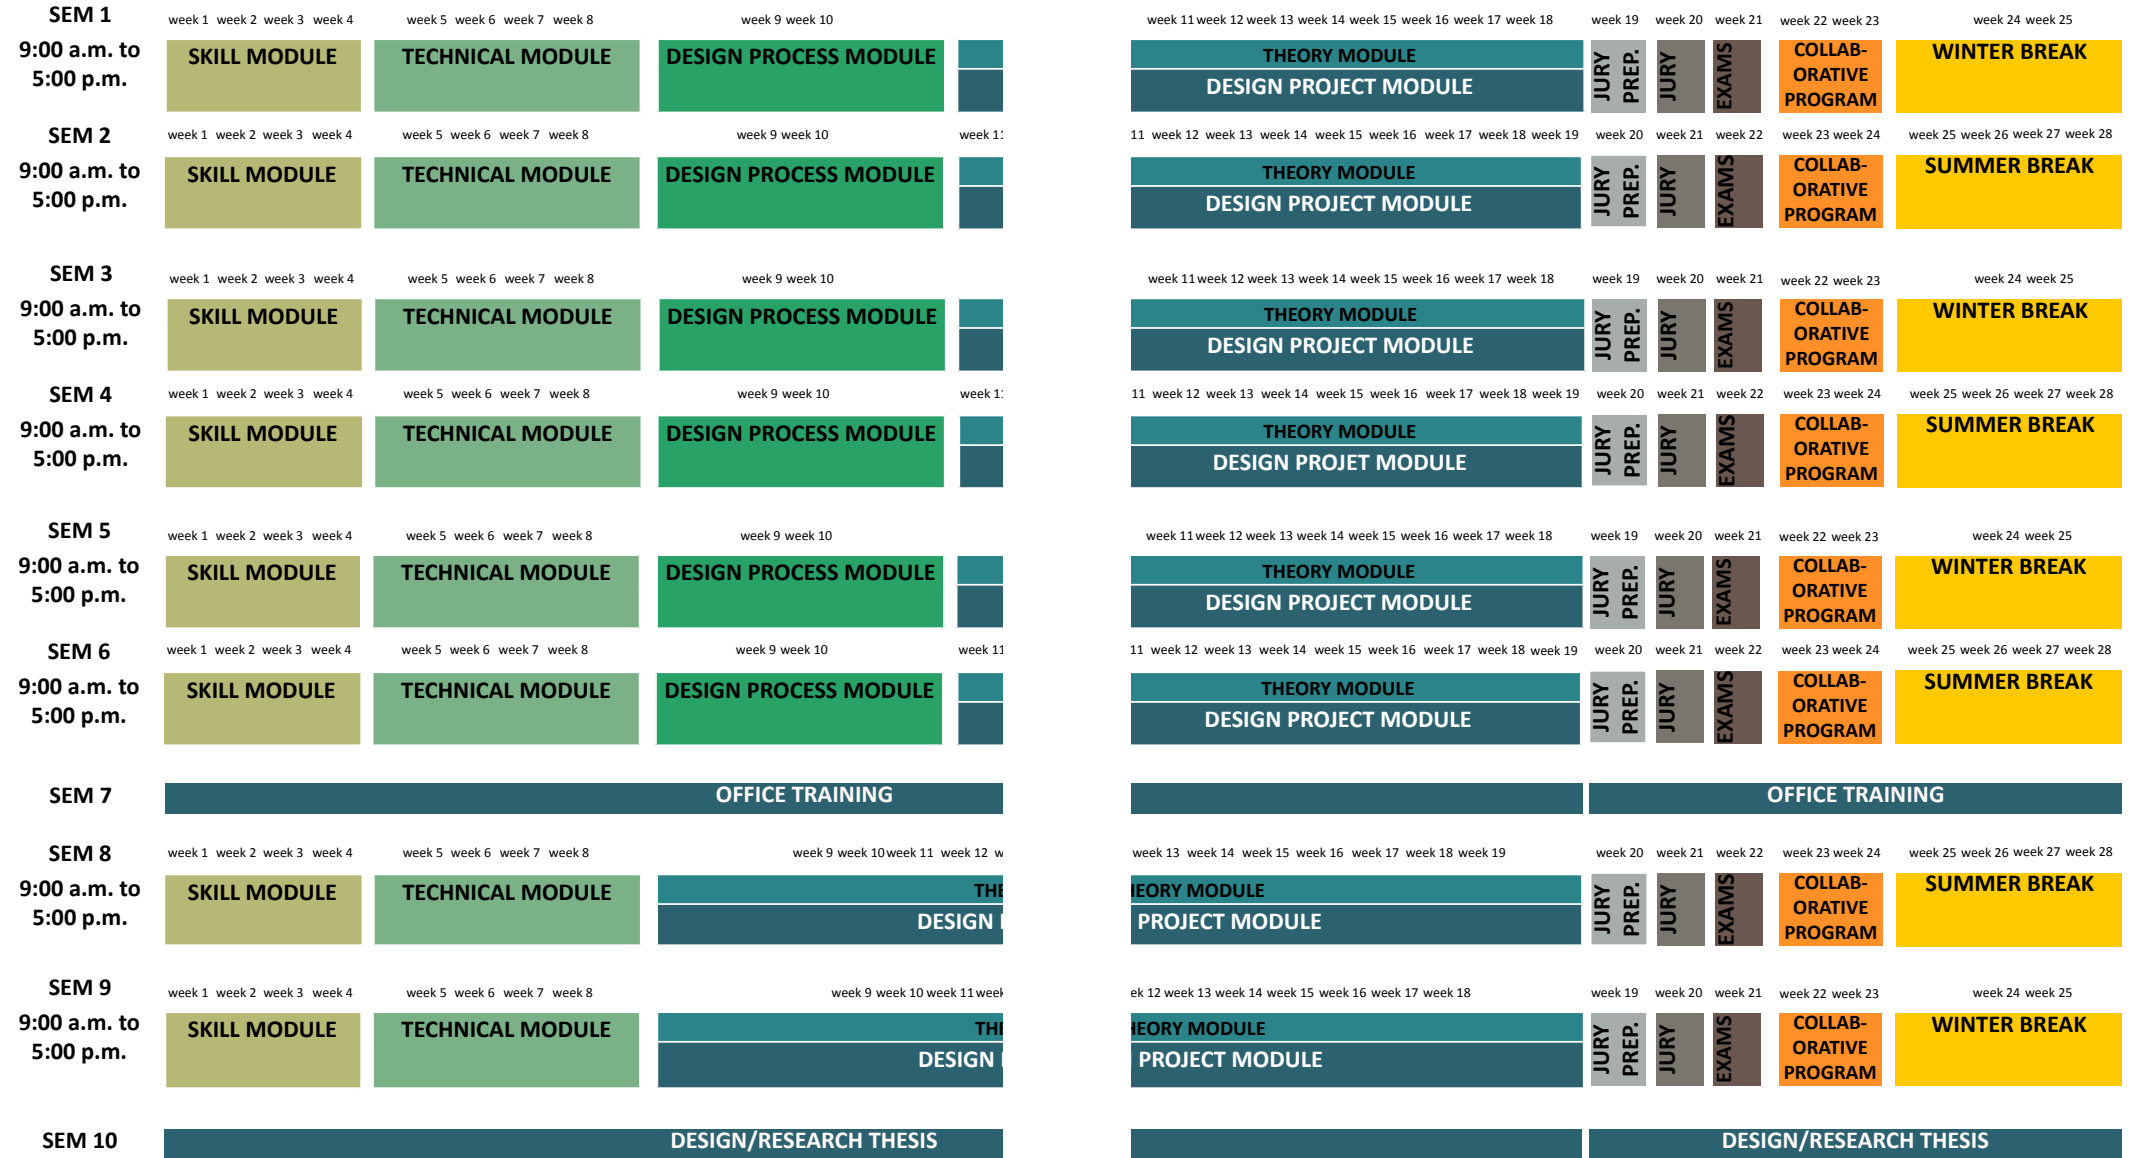 SEM 1
9:00 a.m. to
5:00 p.m.
week 1 week 2 week 3 week 4 week 5 week 6 week 7 week 8 week 9 week 10 week 11 week 12 week 13 week 14 week 15 week 16 week 17 week 18 week 19 week 20 week 21 week 22 week 23 week 24 week 25
SKILL MODULE
TECHNICAL MODULE
DESIGN PROCESS MODULE
THEORY MODULE
DESIGN PROJECT MODULE
JURY
PREP.
JURY
EXAMS
COLLAB-
ORATIVE
PROGRAM
WINTER BREAK
SEM 2
9:00 a.m. to
5:00 p.m.
week 1 week 2 week 3 week 4 week 5 week 6 week 7 week 8 week 9 week 10 week 11 11 week 12 week 13 week 14 week 15 week 16 week 17 week 18 week 19 week 20 week 21 week 22 week 23 week 24 week 25 week 26 week 27 week 28
SKILL MODULE
TECHNICAL MODULE
DESIGN PROCESS MODULE
THEORY MODULE
DESIGN PROJECT MODULE
JURY
PREP.
JURY
EXAMS
COLLAB-
ORATIVE
PROGRAM
SUMMER BREAK
SEM 3
9:00 a.m. to
5:00 p.m.
week 1 week 2 week 3 week 4 week 5 week 6 week 7 week 8 week 9 week 10 week 11 week 12 week 13 week 14 week 15 week 16 week 17 week 18 week 19 week 20 week 21 week 22 week 23 week 24 week 25
SKILL MODULE
TECHNICAL MODULE
DESIGN PROCESS MODULE
THEORY MODULE
DESIGN PROJECT MODULE
JURY
PREP.
JURY
EXAMS
COLLAB-
ORATIVE
PROGRAM
WINTER BREAK
SEM 4
9:00 a.m. to
5:00 p.m.
week 1 week 2 week 3 week 4 week 5 week 6 week 7 week 8 week 9 week 10 week 11 11 week 12 week 13 week 14 week 15 week 16 week 17 week 18 week 19 week 20 week 21 week 22 week 23 week 24 week 25 week 26 week 27 week 28
SKILL MODULE
TECHNICAL MODULE
DESIGN PROCESS MODULE
THEORY MODULE
DESIGN PROJET MODULE
JURY
PREP.
JURY
EXAMS
COLLAB-
ORATIVE
PROGRAM
SUMMER BREAK
SEM 5
9:00 a.m. to
5:00 p.m.
week 1 week 2 week 3 week 4 week 5 week 6 week 7 week 8 week 9 week 10 week 11 week 12 week 13 week 14 week 15 week 16 week 17 week 18 week 19 week 20 week 21 week 22 week 23 week 24 week 25
SKILL MODULE
TECHNICAL MODULE
DESIGN PROCESS MODULE
THEORY MODULE
DESIGN PROJECT MODULE
JURY
PREP.
JURY
EXAMS
COLLAB-
ORATIVE
PROGRAM
WINTER BREAK
SEM 6
9:00 a.m. to
5:00 p.m.
week 1 week 2 week 3 week 4 week 5 week 6 week 7 week 8 week 9 week 10 week 11 11 week 12 week 13 week 14 week 15 week 16 week 17 week 18 week 19 week 20 week 21 week 22 week 23 week 24 week 25 week 26 week 27 week 28
SKILL MODULE
TECHNICAL MODULE
DESIGN PROCESS MODULE
THEORY MODULE
DESIGN PROJECT MODULE
JURY
PREP.
JURY
EXAMS
COLLAB-
ORATIVE
PROGRAM
SUMMER BREAK
SEM 7
OFFICE TRAINING
OFFICE TRAINING
SEM 8
9:00 a.m. to
5:00 p.m.
week 1 week 2 week 3 week 4 week 5 week 6 week 7 week 8 week 9 week 10 week 11 week 12 w week 13 week 14 week 15 week 16 week 17 week 18 week 19 week 20 week 21 week 22 week 23 week 24 week 25 week 26 week 27 week 28
SKILL MODULE
TECHNICAL MODULE
THE
EORY MODULE
DESIGN
PROJECT MODULE
JURY
PREP.
JURY
EXAMS
COLLAB-
ORATIVE
PROGRAM
SUMMER BREAK
SEM 9
9:00 a.m. to
5:00 p.m.
week 1 week 2 week 3 week 4 week 5 week 6 week 7 week 8 week 9 week 10 week 11 week ek 12 week 13 week 14 week 15 week 16 week 17 week 18 week 19 week 20 week 21 week 22 week 23 week 24 week 25
SKILL MODULE
TECHNICAL MODULE
THE
EORY MODULE
DESIGN
PROJECT MODULE
JURY
PREP.
JURY
EXAMS
COLLAB-
ORATIVE
PROGRAM
WINTER BREAK
SEM 10
DESIGN/RESEARCH THESIS
DESIGN/RESEARCH THESIS